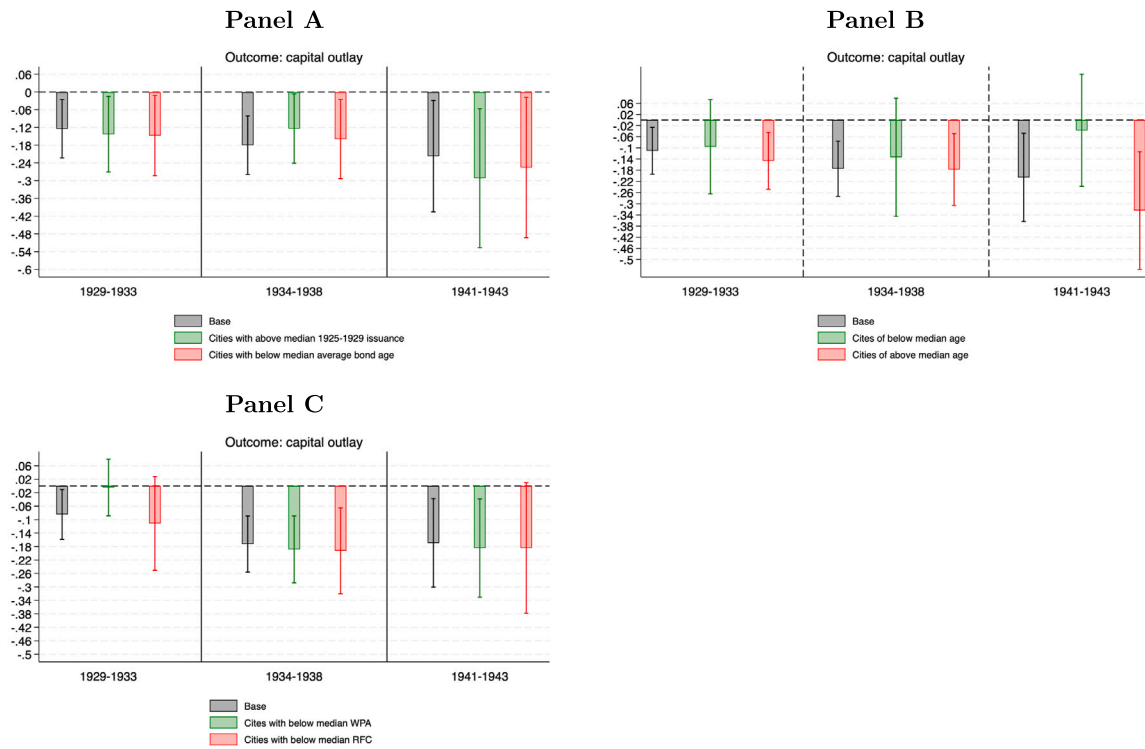 Panel A
Outcome: capital outlay
.06
0
-.06
-.12
-.18
-.24
-.3
-.36
-.42
-.48
-.54
-.6
1929-1933 1934-1938 1941-1943
Base
Cities with above median 1925-1929 issuance
Cities with below median average bond age
Panel B
Outcome: capital outlay
.06
.02
-.02
-.06
-.1
-.14
-.18
-.22
-.26
-.3
-.34
-.38
-.42
-.46
-.5
1929-1933 1934-1938 1941-1943
Base
Cites of below median age
Cities of above median age
Panel C
Outcome: capital outlay
.06
.02
-.02
-.06
-.1
-.14
-.18
-.22
-.26
-.3
-.34
-.38
-.42
-.46
-.5
1929-1933 1934-1938 1941-1943
Base
Cites with below median WPA
Cities with below median RFC